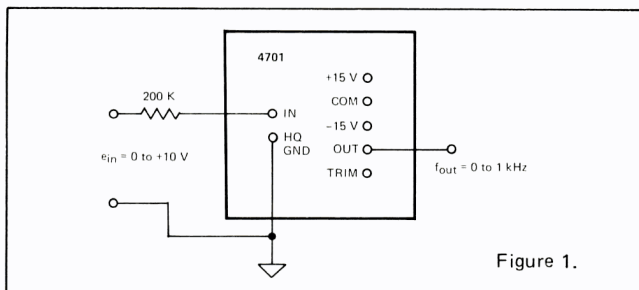 4701
+15 V
200 K
COM
IN
-15 V
HQ
GND
OUT
e_in = 0 to +10 V
f_out = 0 to 1 kHz
TRIM
Figure 1.